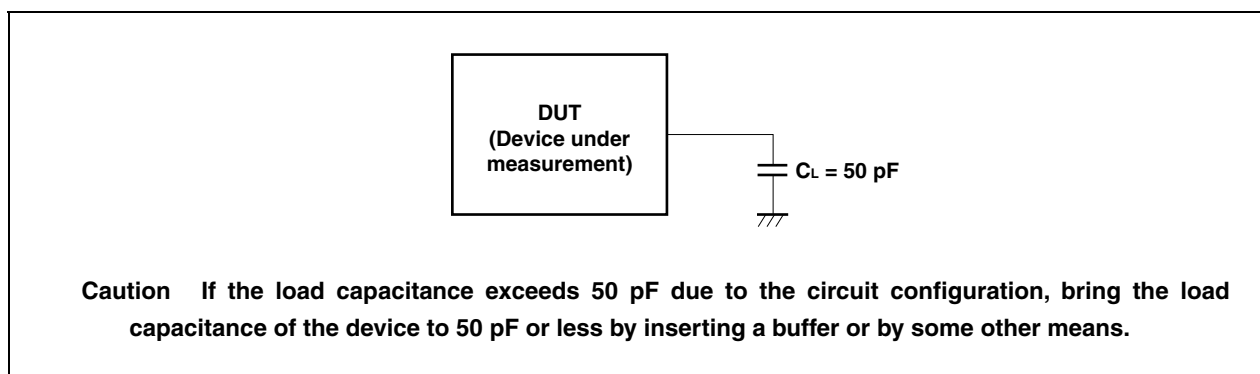 DUT
(Device under
measurement)
CL = 50 pF
Caution If the load capacitance exceeds 50 pF due to the circuit configuration, bring the load
capacitance of the device to 50 pF or less by inserting a buffer or by some other means.